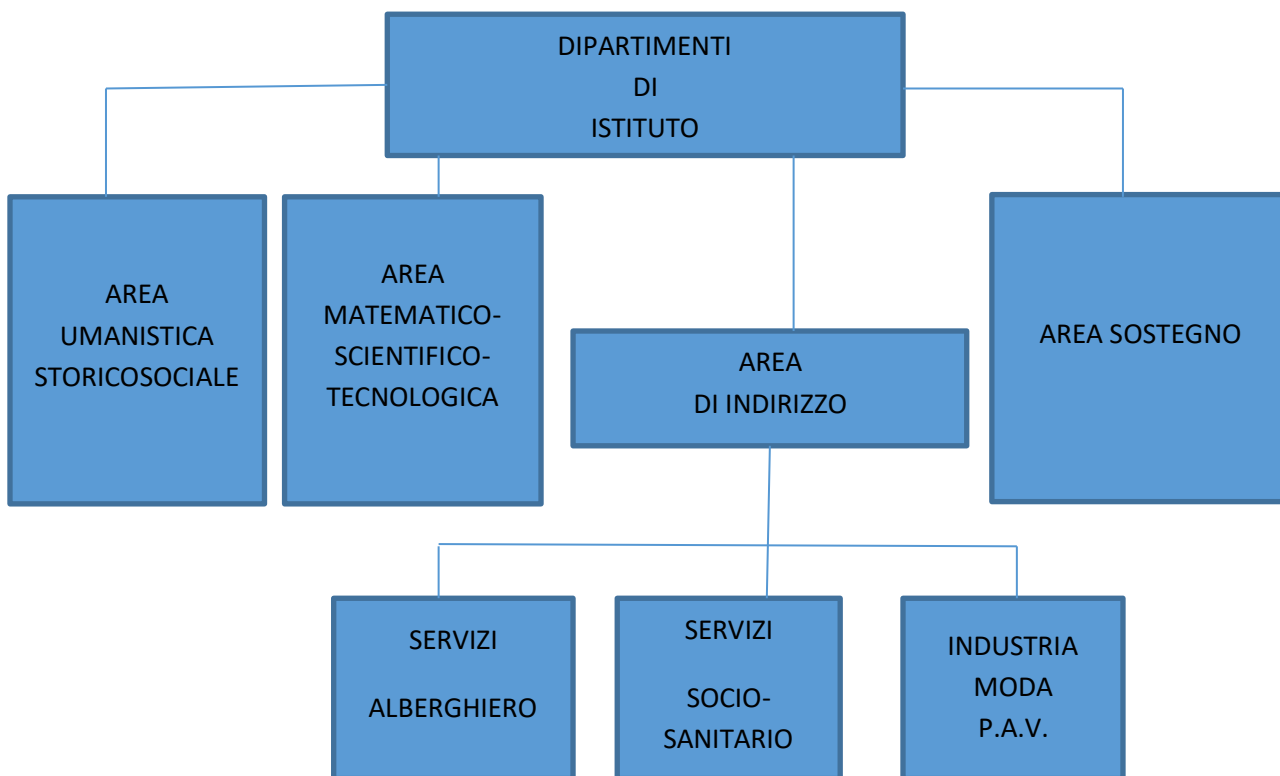 DIPARTIMENTI
DI
ISTITUTO
AREA
UMANISTICA
STORICOSOCIALE
AREA
MATEMATICO-
SCIENTIFICO-
TECNOLOGICA
AREA
DI INDIRIZZO
AREA SOSTEGNO
SERVIZI
ALBERGHIERO
SERVIZI
SOCIO-
SANITARIO
INDUSTRIA
MODA
P.A.V.